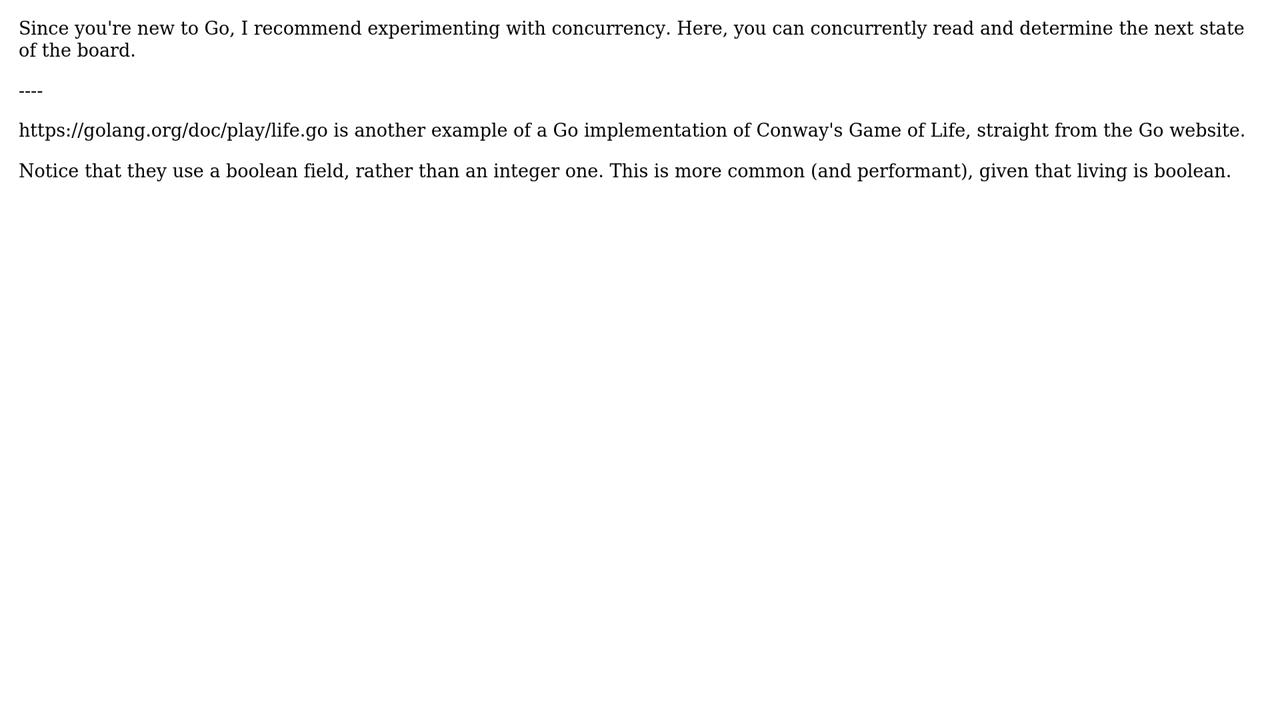 Since you're new to Go, I recommend experimenting with concurrency. Here, you can concurrently read and determine the next state
of the board.
----
https://golang.org/doc/play/life.go is another example of a Go implementation of Conway's Game of Life, straight from the Go website.
Notice that they use a boolean field, rather than an integer one. This is more common (and performant), given that living is boolean.